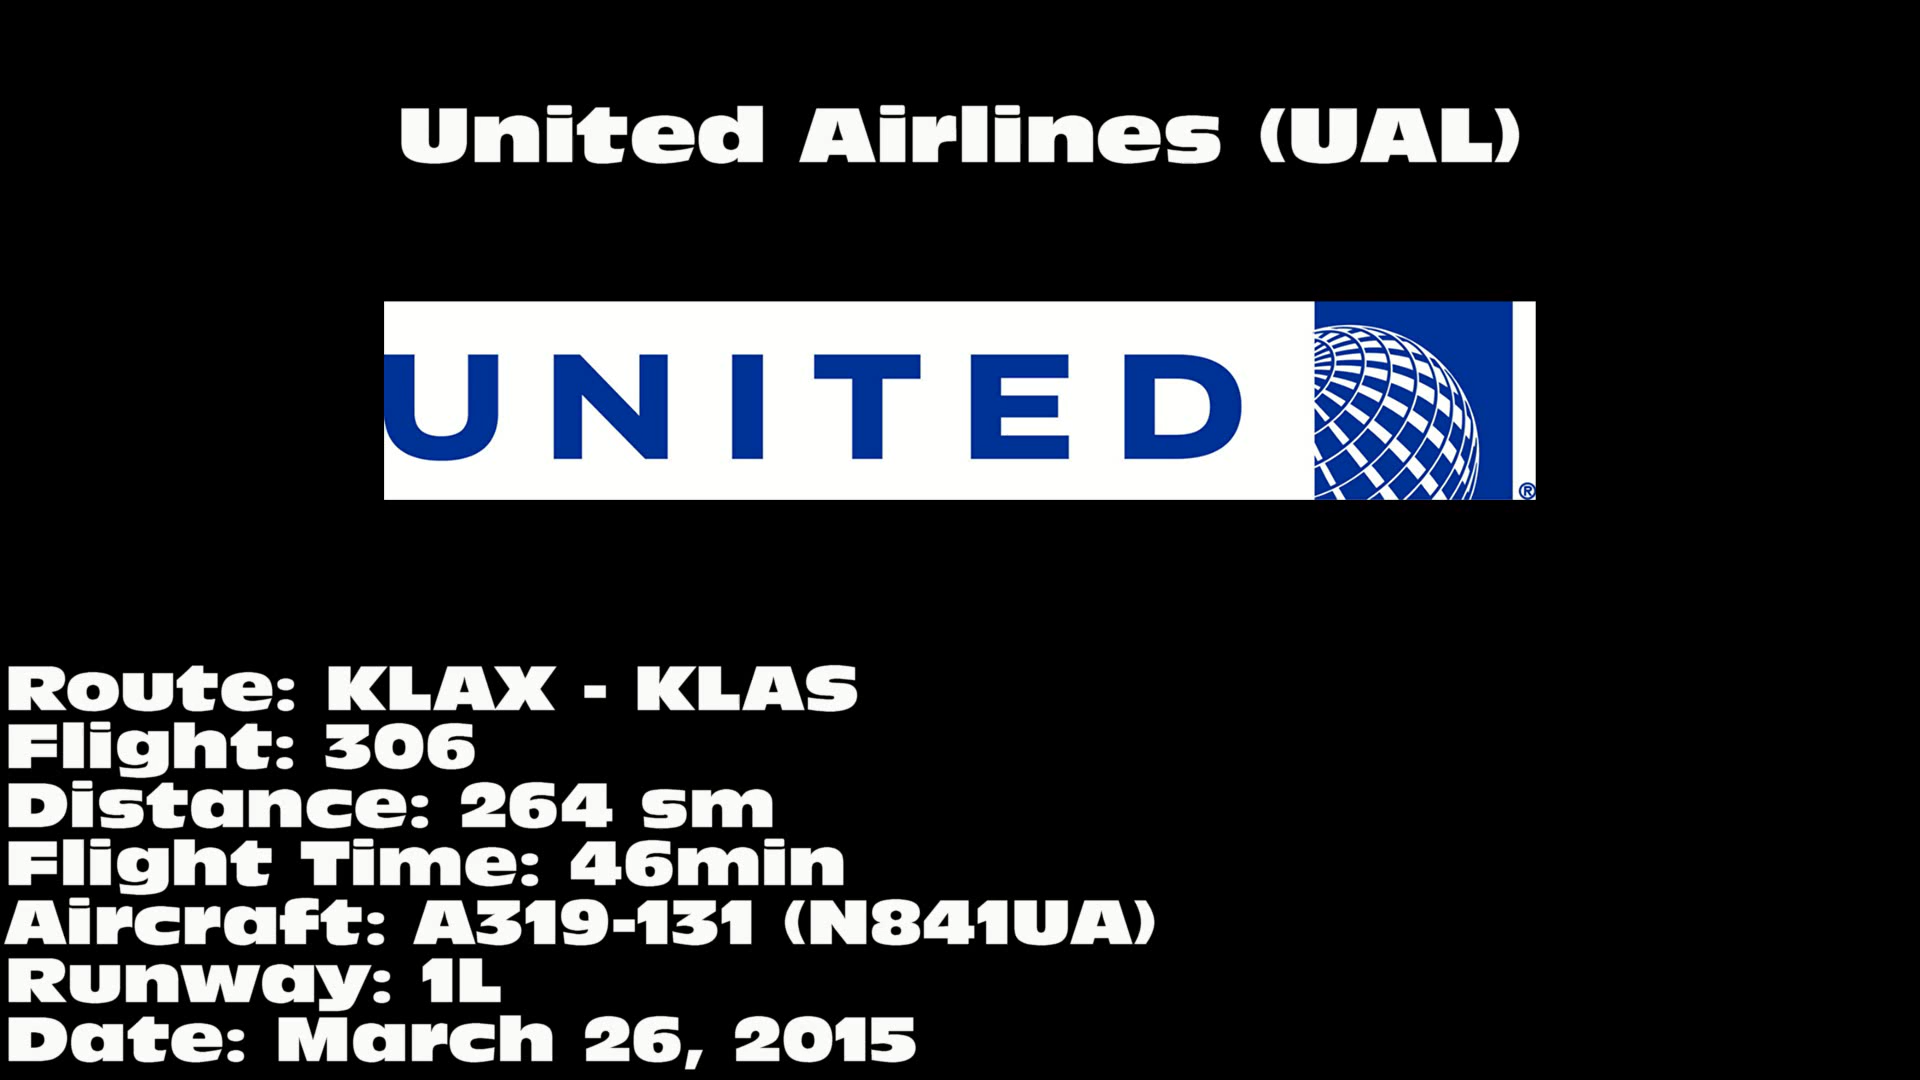 United Airlines (UAL)
UNITED ®
Route: KLAX - KLAS
Flight: 306
Distance: 264 sm
Flight Time: 46min
Aircraft: A319-131 (N841UA)
Runway: 1L
Date: March 26, 2015